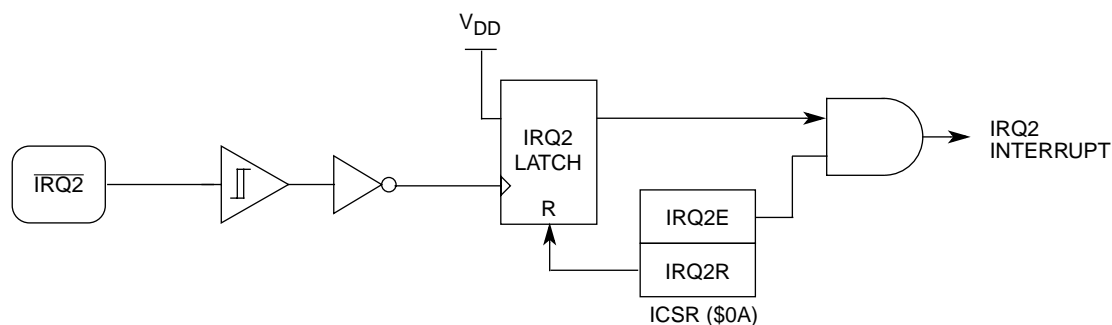 VDD
IRQ2
IRQ2
LATCH
R
IRQ2
INTERRUPT
IRQ2E
IRQ2R
ICSR ($0A)